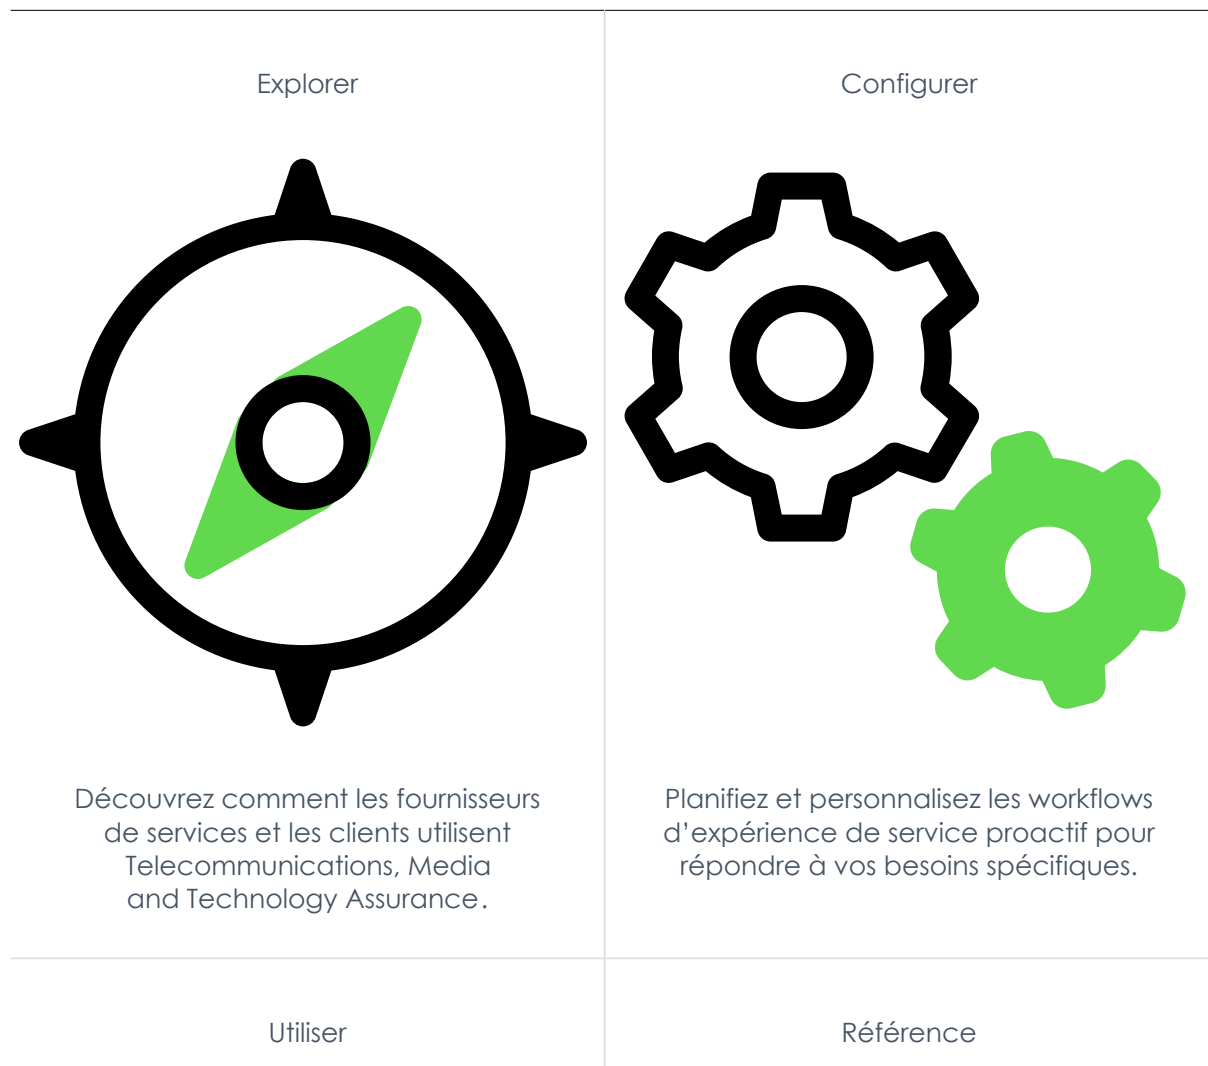 Explorer
Configurer
Découvrez comment les fournisseurs
de services et les clients utilisent
Telecommunications, Media
and Technology Assurance.
Planifiez et personnalisez les workflows
d’expérience de service proactif pour
répondre à vos besoins spécifiques.
Utiliser
Référence